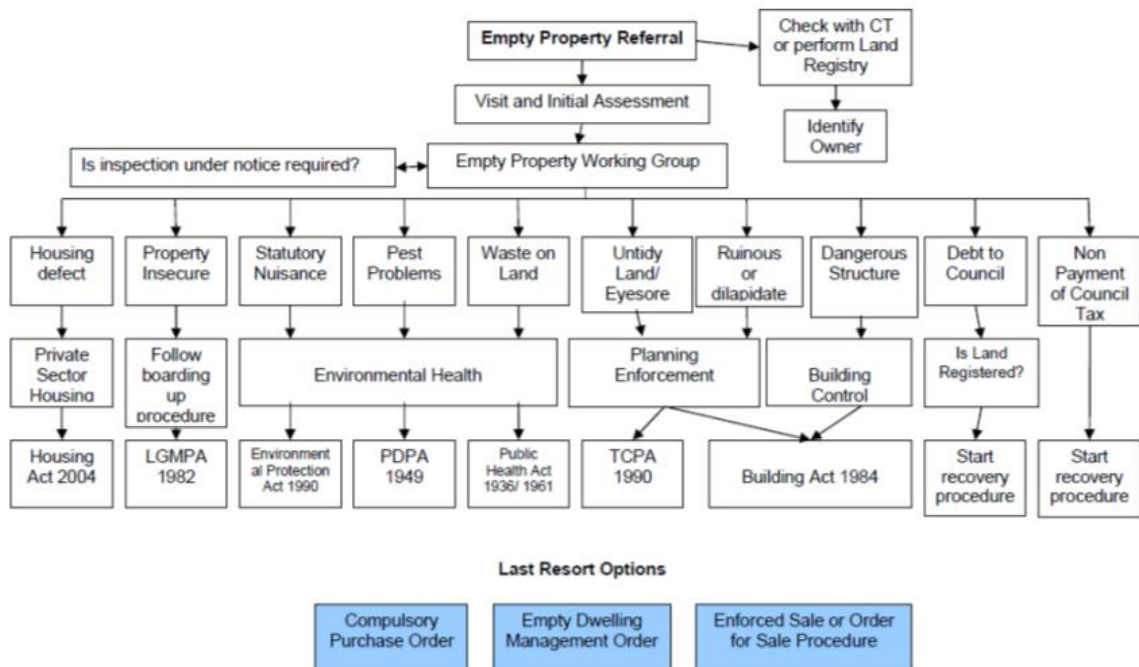 Empty Property Referral
Check with CT
or perform Land
Registry
Visit and Initial Assessment
Identify
Owner
Is inspection under notice required?
Empty Property Working Group
Housing
defect
Property
Insecure
Statutory
Nuisance
Pest
Problems
Waste on
Land
Untidy
Land/
Eyesore
Ruinous
or
dilapidate
Dangerous
Structure
Debt to
Council
Non
Payment
of Council
Tax
Private
Sector
Housing
Follow
boarding
up
procedure
Environmental Health
Planning
Enforcement
Building
Control
Is Land
Registered?
Housing
Act 2004
LGMPA
1982
Environment
al Protection
Act 1990
PDPA
1949
Public
Health Act
1936/ 1961
TCPA
1990
Building Act 1984
Start
recovery
procedure
Start
recovery
procedure
Last Resort Options
Compulsory
Purchase Order
Empty Dwelling
Management Order
Enforced Sale or Order
for Sale Procedure